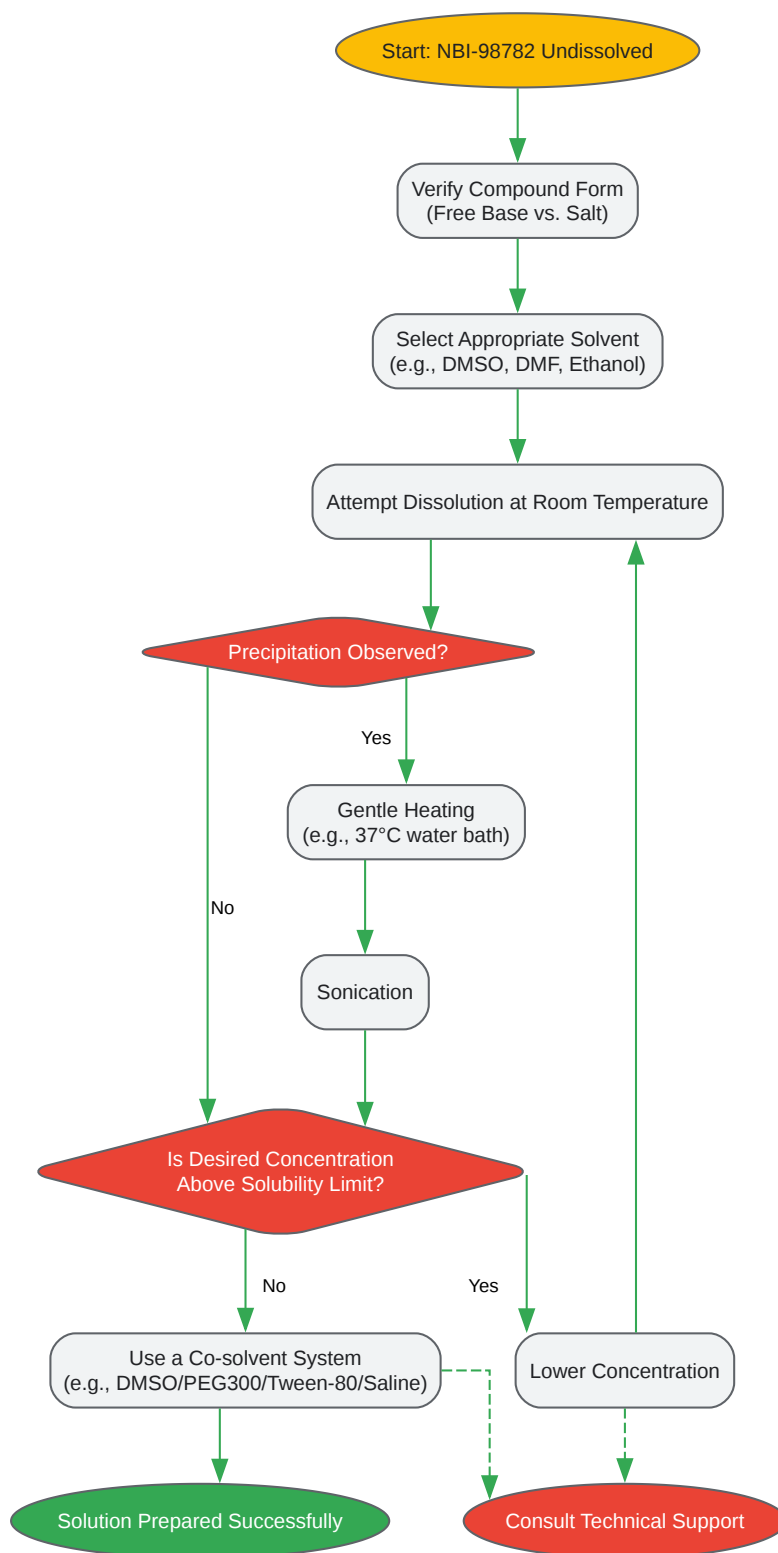 Start: NBI-98782 Undissolved
Verify Compound Form
(Free Base vs. Salt)
Select Appropriate Solvent
(e.g., DMSO, DMF, Ethanol)
Attempt Dissolution at Room Temperature
Precipitation Observed?
Yes
Gentle Heating
(e.g., 37°C water bath)
No
Sonication
Is Desired Concentration
Above Solubility Limit?
No
Yes
Use a Co-solvent System
(e.g., DMSO/PEG300/Tween-80/Saline)
Lower Concentration
Solution Prepared Successfully
Consult Technical Support